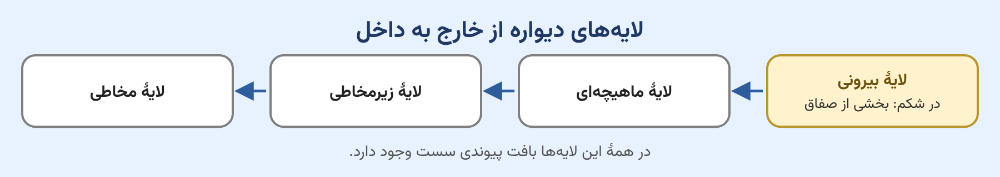 لایه‌های دیواره از خارج به داخل
لایهٔ بیرونی
در شکم: بخشی از صفاق
لایهٔ ماهیچه‌ای
لایهٔ زیرمخاطی
لایهٔ مخاطی
در همهٔ این لایه‌ها بافت پیوندی سست وجود دارد.